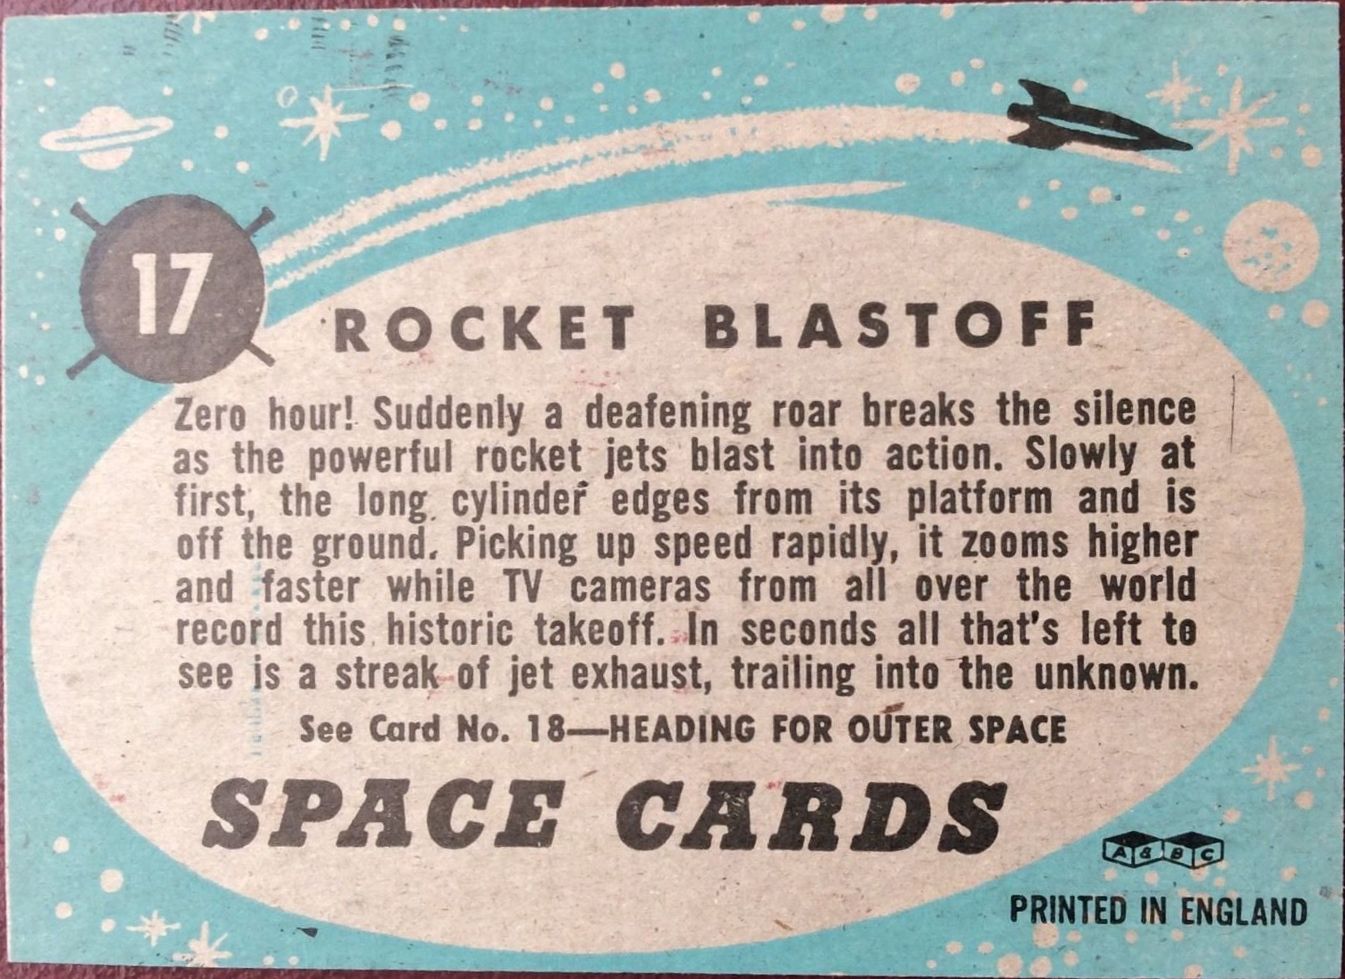 17
ROCKET BLASTOFF
Zero hour! Suddenly a deafening roar breaks the silence
as the powerful rocket jets blast into action. Slowly at
first, the long cylinder edges from its platform and is
off the ground. Picking up speed rapidly, it zooms higher
and faster while TV cameras from all over the world
record this historic takeoff. In seconds all that's left to
see is a streak of jet exhaust, trailing into the unknown.
See Card No. 18—HEADING FOR OUTER SPACE
SPACE CARDS
A & B C
PRINTED IN ENGLAND